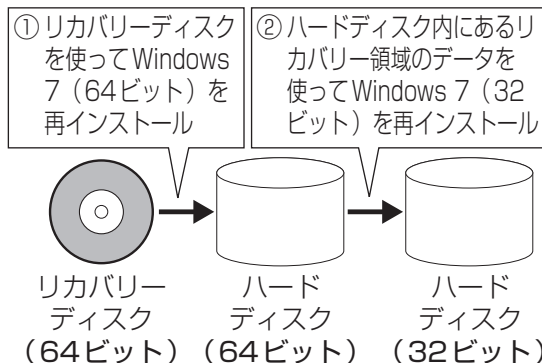 ① リカバリーディスク
を使ってWindows
7（64ビット）を
再インストール
② ハードディスク内にあるリ
カバリー領域のデータを
使ってWindows 7（32
ビット）を再インストール
リカバリー
ディスク
（64ビット）
ハード
ディスク
（64ビット）
ハード
ディスク
（32ビット）